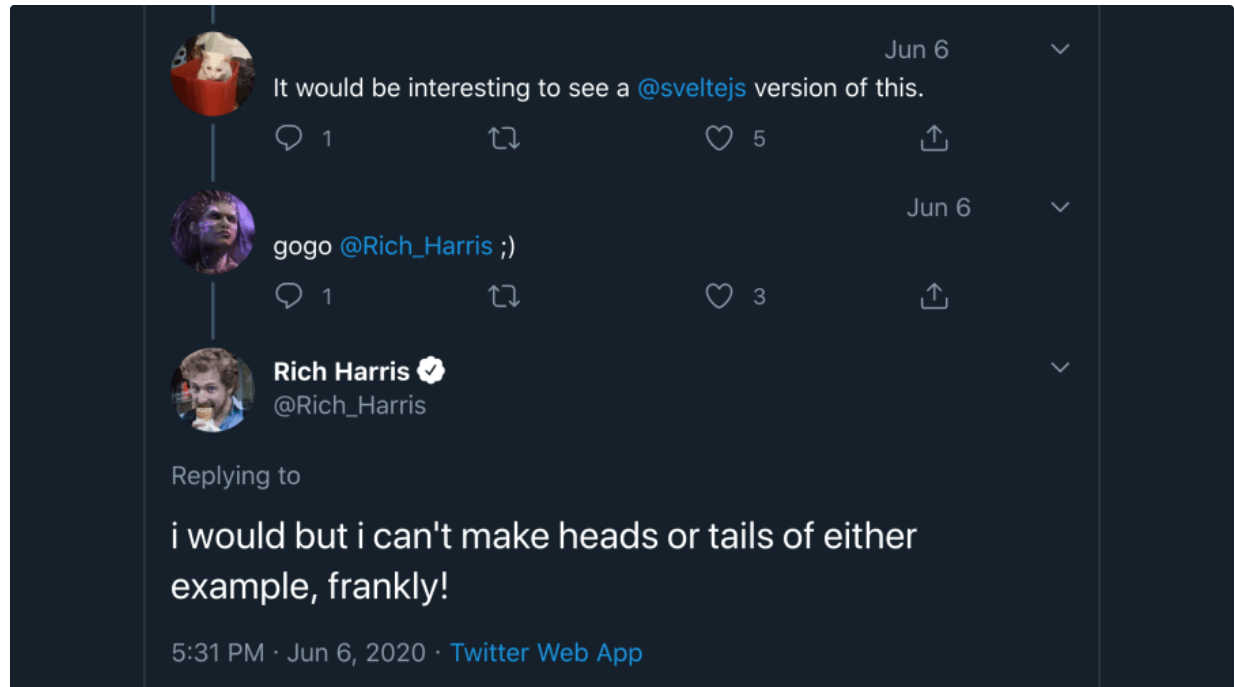 Jun 6
It would be interesting to see a @sveltejs version of this.
1 5
Jun 6
gogo @Rich_Harris ;)
1 3
Rich Harris
@Rich_Harris
Replying to
i would but i can't make heads or tails of either
example, frankly!
5:31 PM · Jun 6, 2020 · Twitter Web App